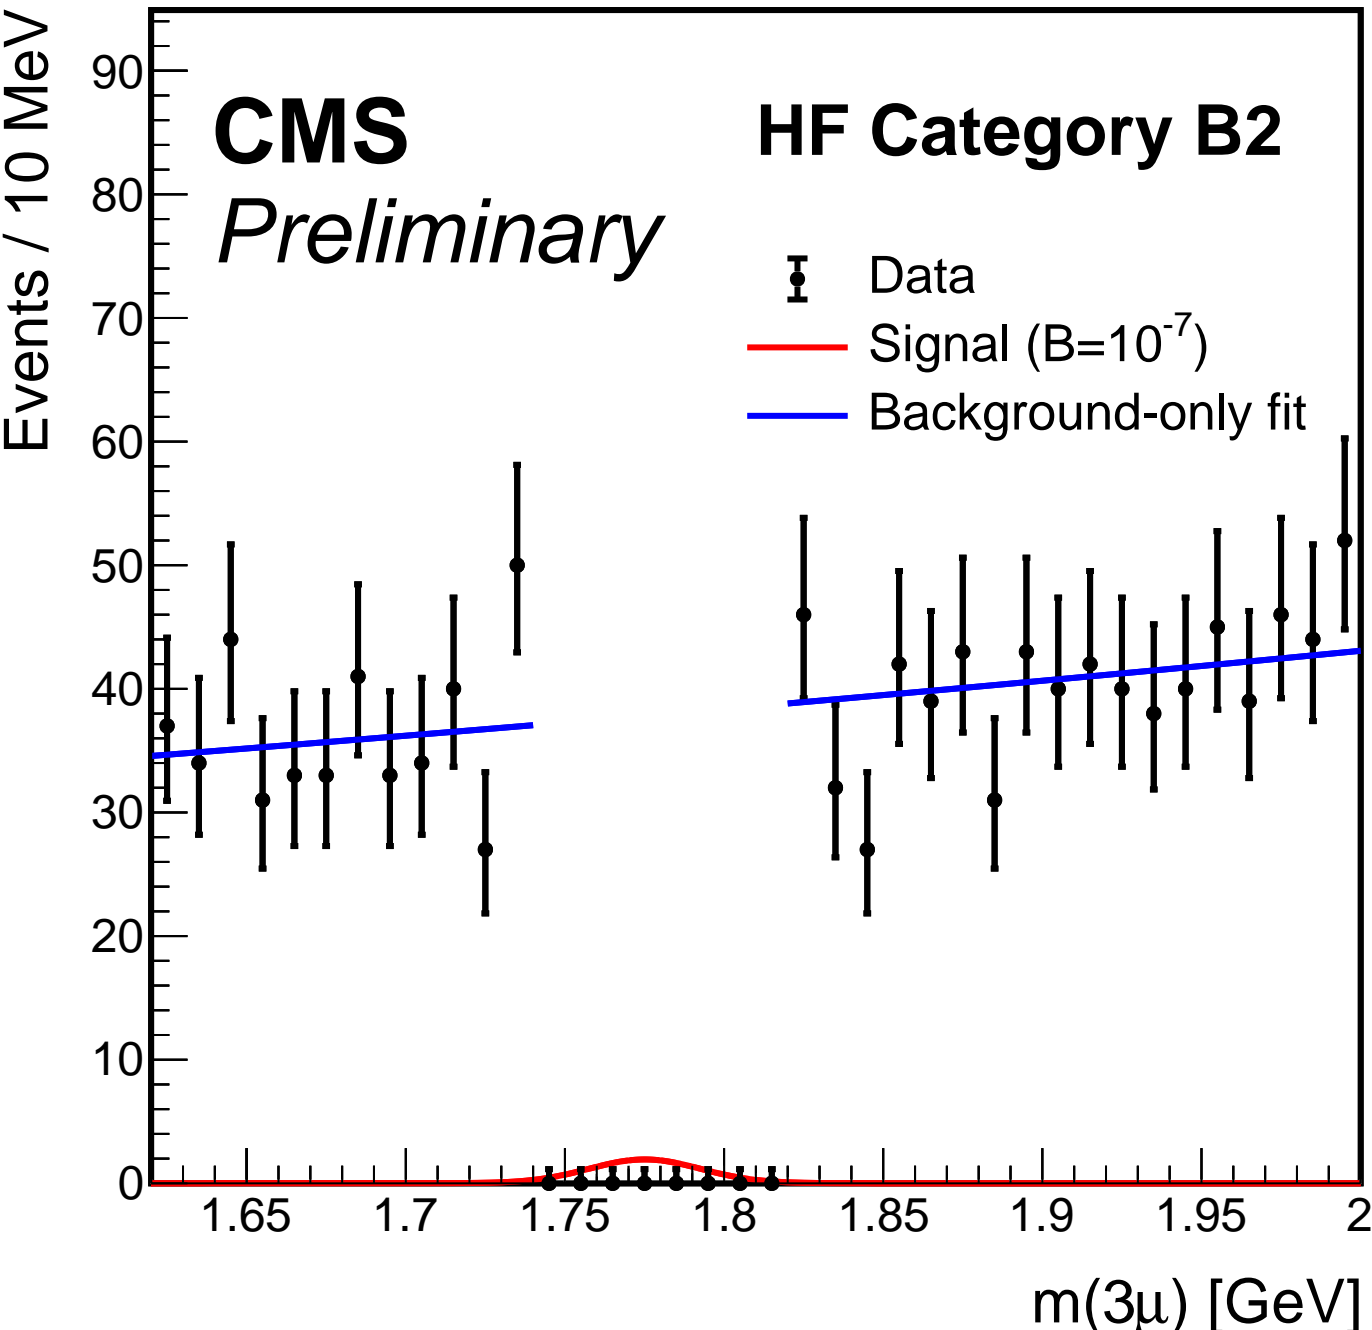 Events / 10 MeV
90
80
70
60
50
40
30
20
10
0
CMS
Preliminary
HF Category B2
Data
Signal (B=10⁻⁷)
Background-only fit
1.65 1.7 1.75 1.8 1.85 1.9 1.95 2
m(3μ) [GeV]